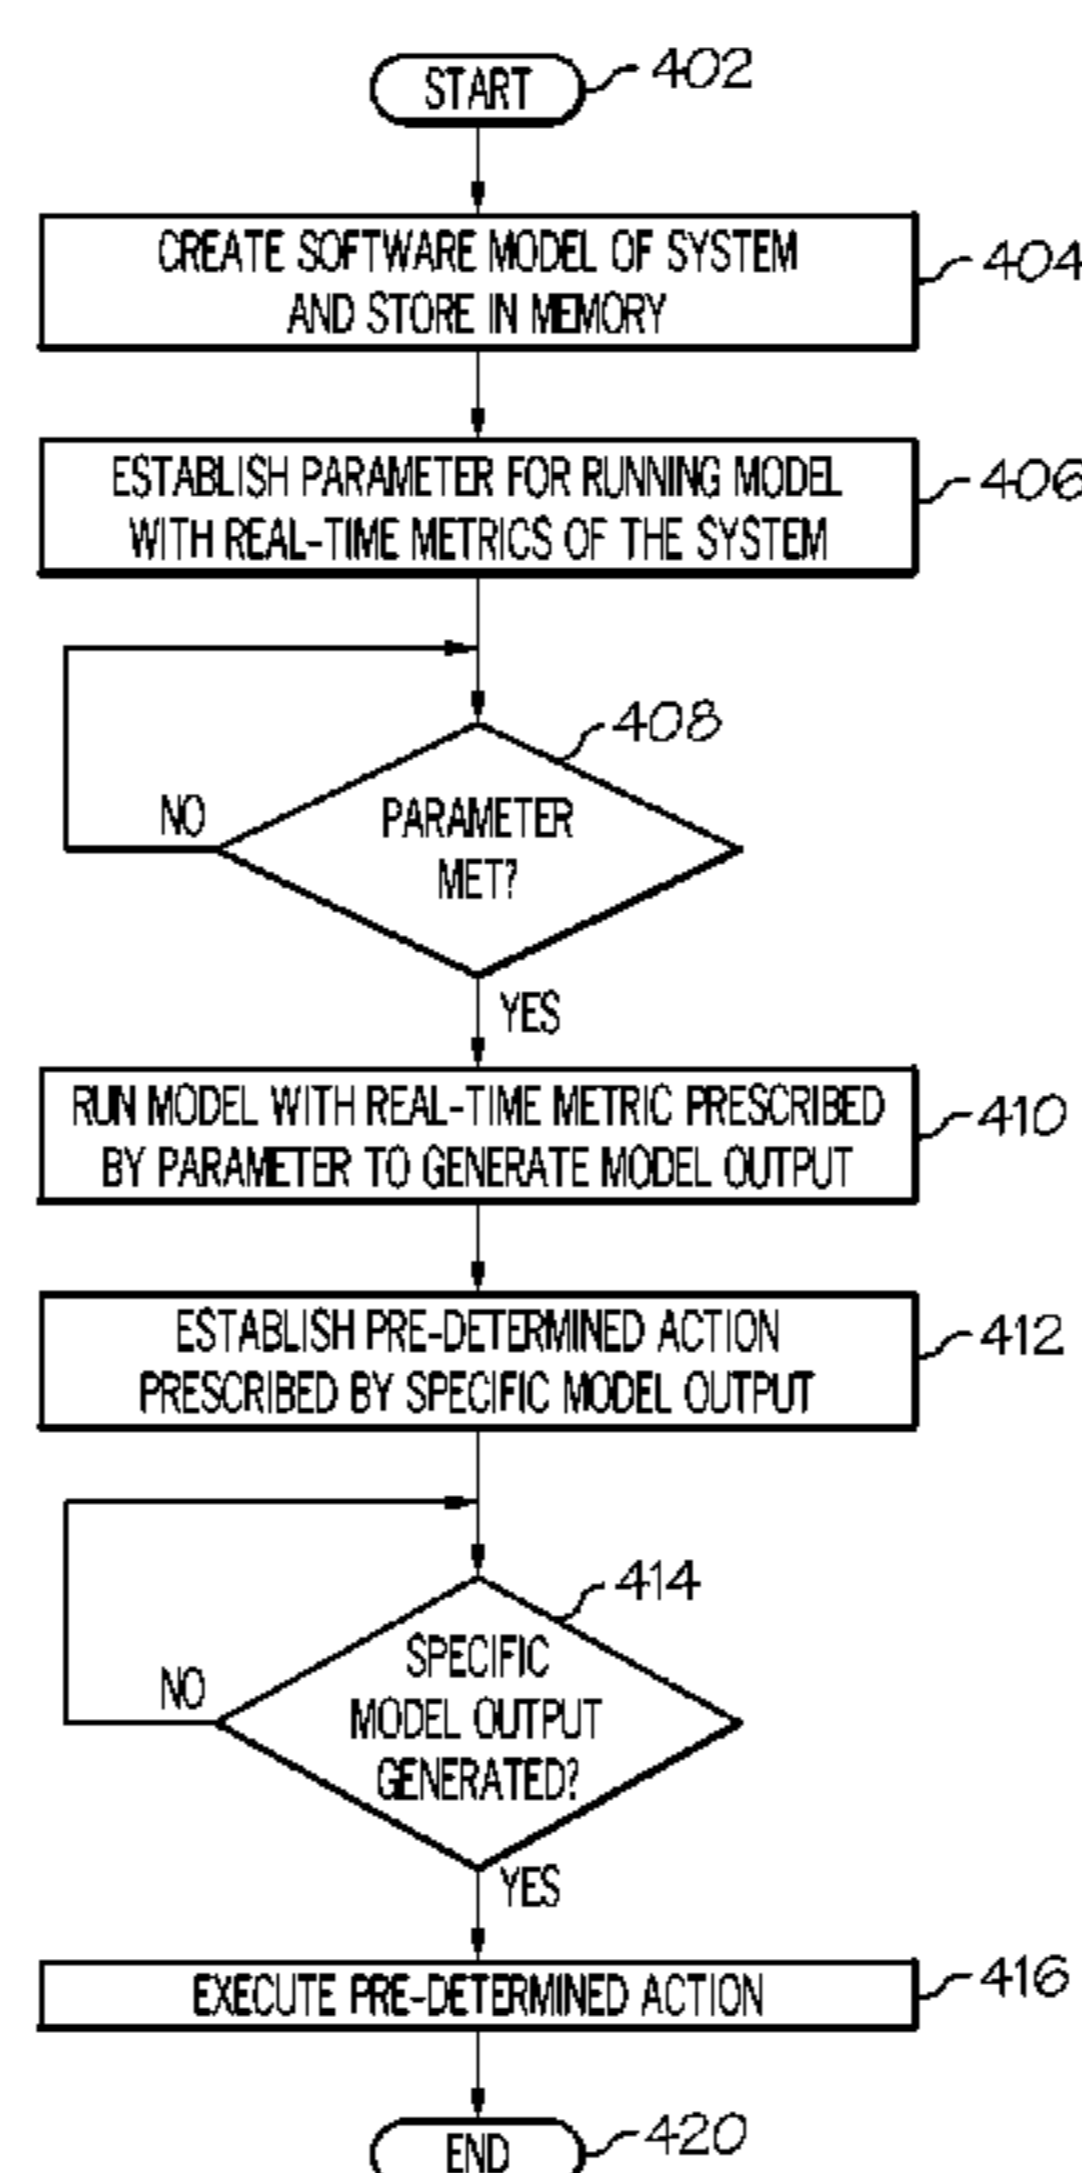 START
402
CREATE SOFTWARE MODEL OF SYSTEM
AND STORE IN MEMORY
404
ESTABLISH PARAMETER FOR RUNNING MODEL
WITH REAL-TIME METRICS OF THE SYSTEM
406
408
NO
PARAMETER
MET?
YES
RUN MODEL WITH REAL-TIME METRIC PRESCRIBED
BY PARAMETER TO GENERATE MODEL OUTPUT
410
ESTABLISH PRE-DETERMINED ACTION
PRESCRIBED BY SPECIFIC MODEL OUTPUT
412
414
NO
SPECIFIC
MODEL OUTPUT
GENERATED?
YES
EXECUTE PRE-DETERMINED ACTION
416
END
420